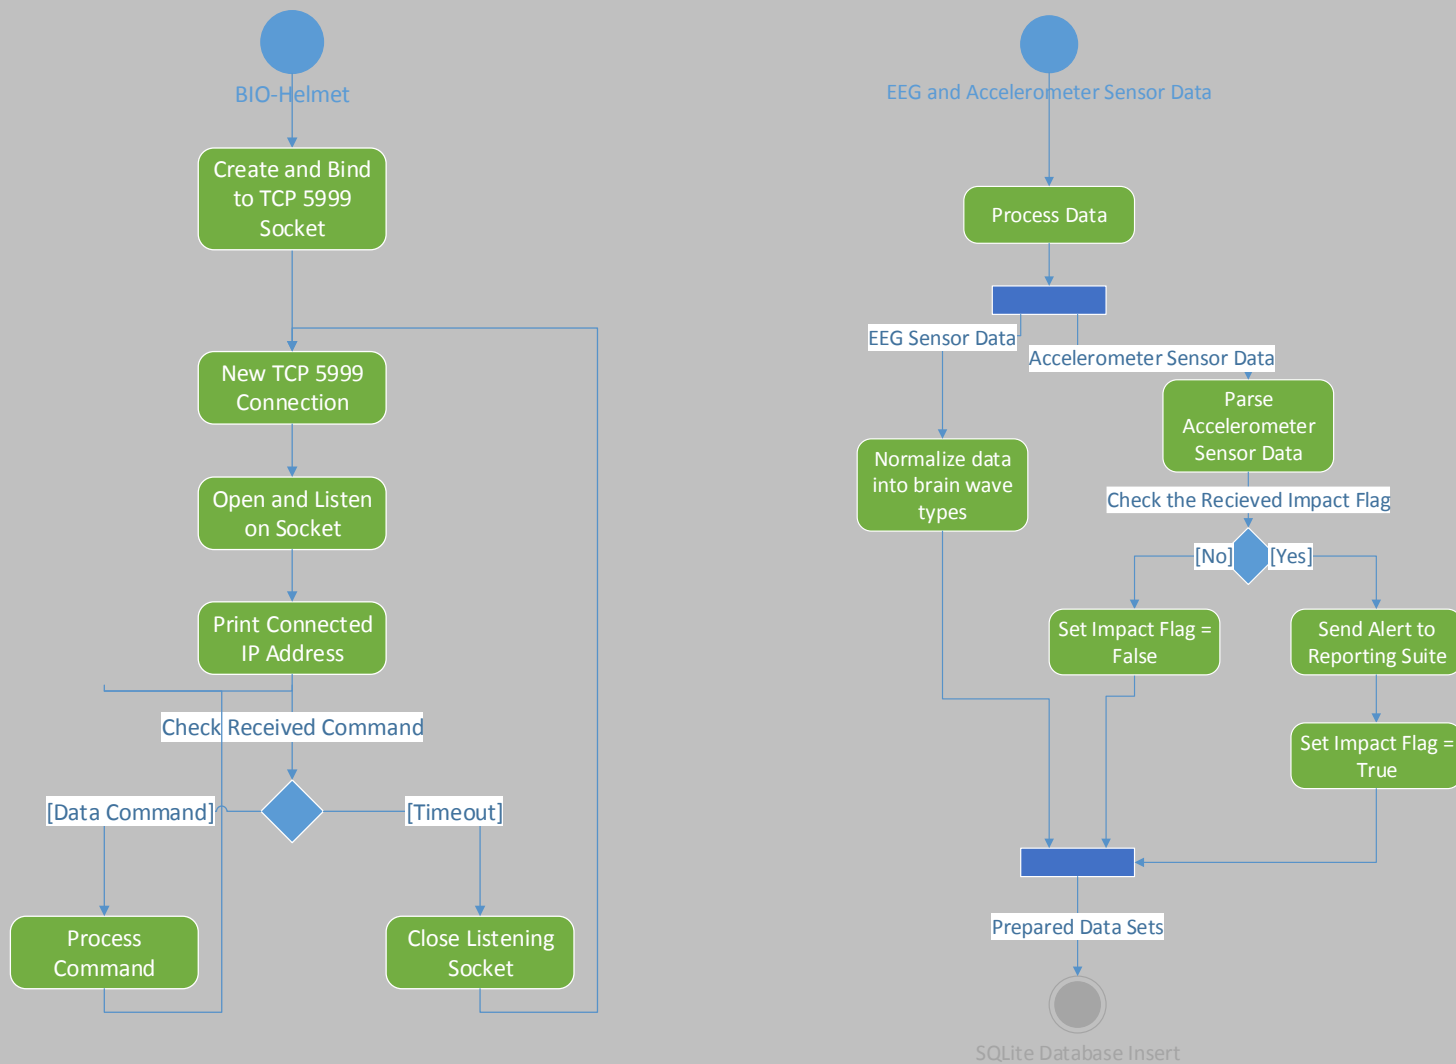 BIO-Helmet
Create and Bind
to TCP 5999
Socket
New TCP 5999
Connection
Open and Listen
on Socket
Print Connected
IP Address
Check Received Command
[Data Command]
[Timeout]
Process
Command
Close Listening
Socket
EEG and Accelerometer Sensor Data
Process Data
EEG Sensor Data
Accelerometer Sensor Data
Normalize data
into brain wave
types
Parse
Accelerometer
Sensor Data
Check the Recieved Impact Flag
[No]
[Yes]
Set Impact Flag =
False
Send Alert to
Reporting Suite
Set Impact Flag =
True
Prepared Data Sets
SQLite Database Insert